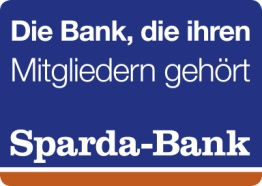 Die Bank, die ihren
Mitgliedern gehört
Sparda-Bank